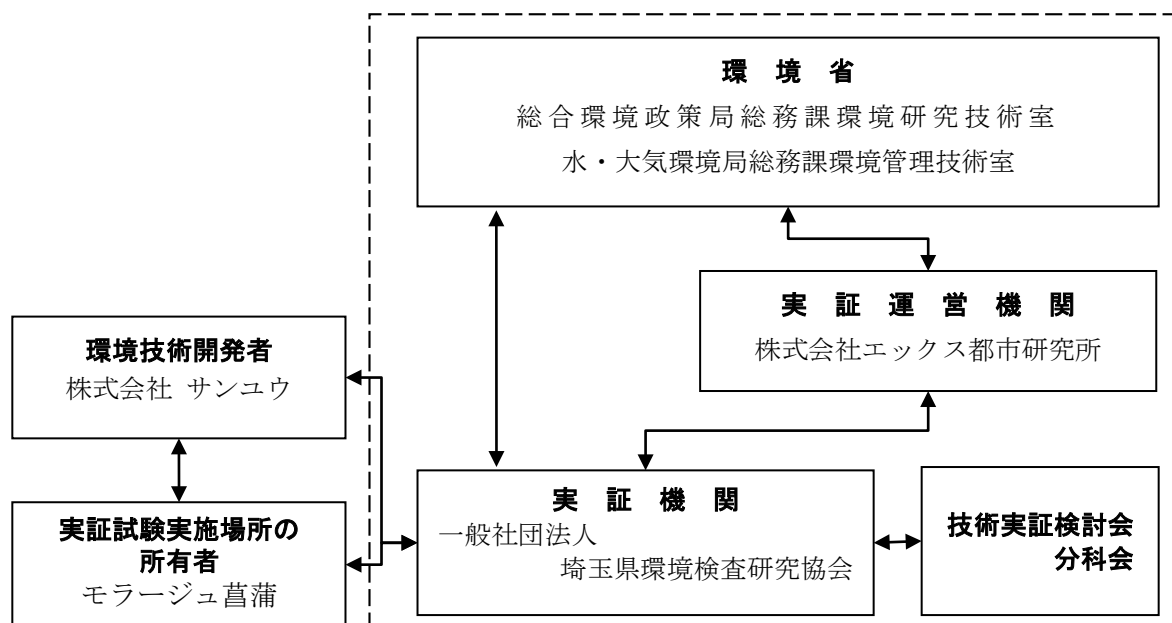 環境省
総合環境政策局総務課環境研究技術室
水・大気環境局総務課環境管理技術室
実証運営機関
株式会社エックス都市研究所
環境技術開発者
株式会社 サンユウ
実証機関
一般社団法人
埼玉県環境検査研究協会
技術実証検討会
分科会
実証試験実施場所の
所有者
モラージュ菖蒲